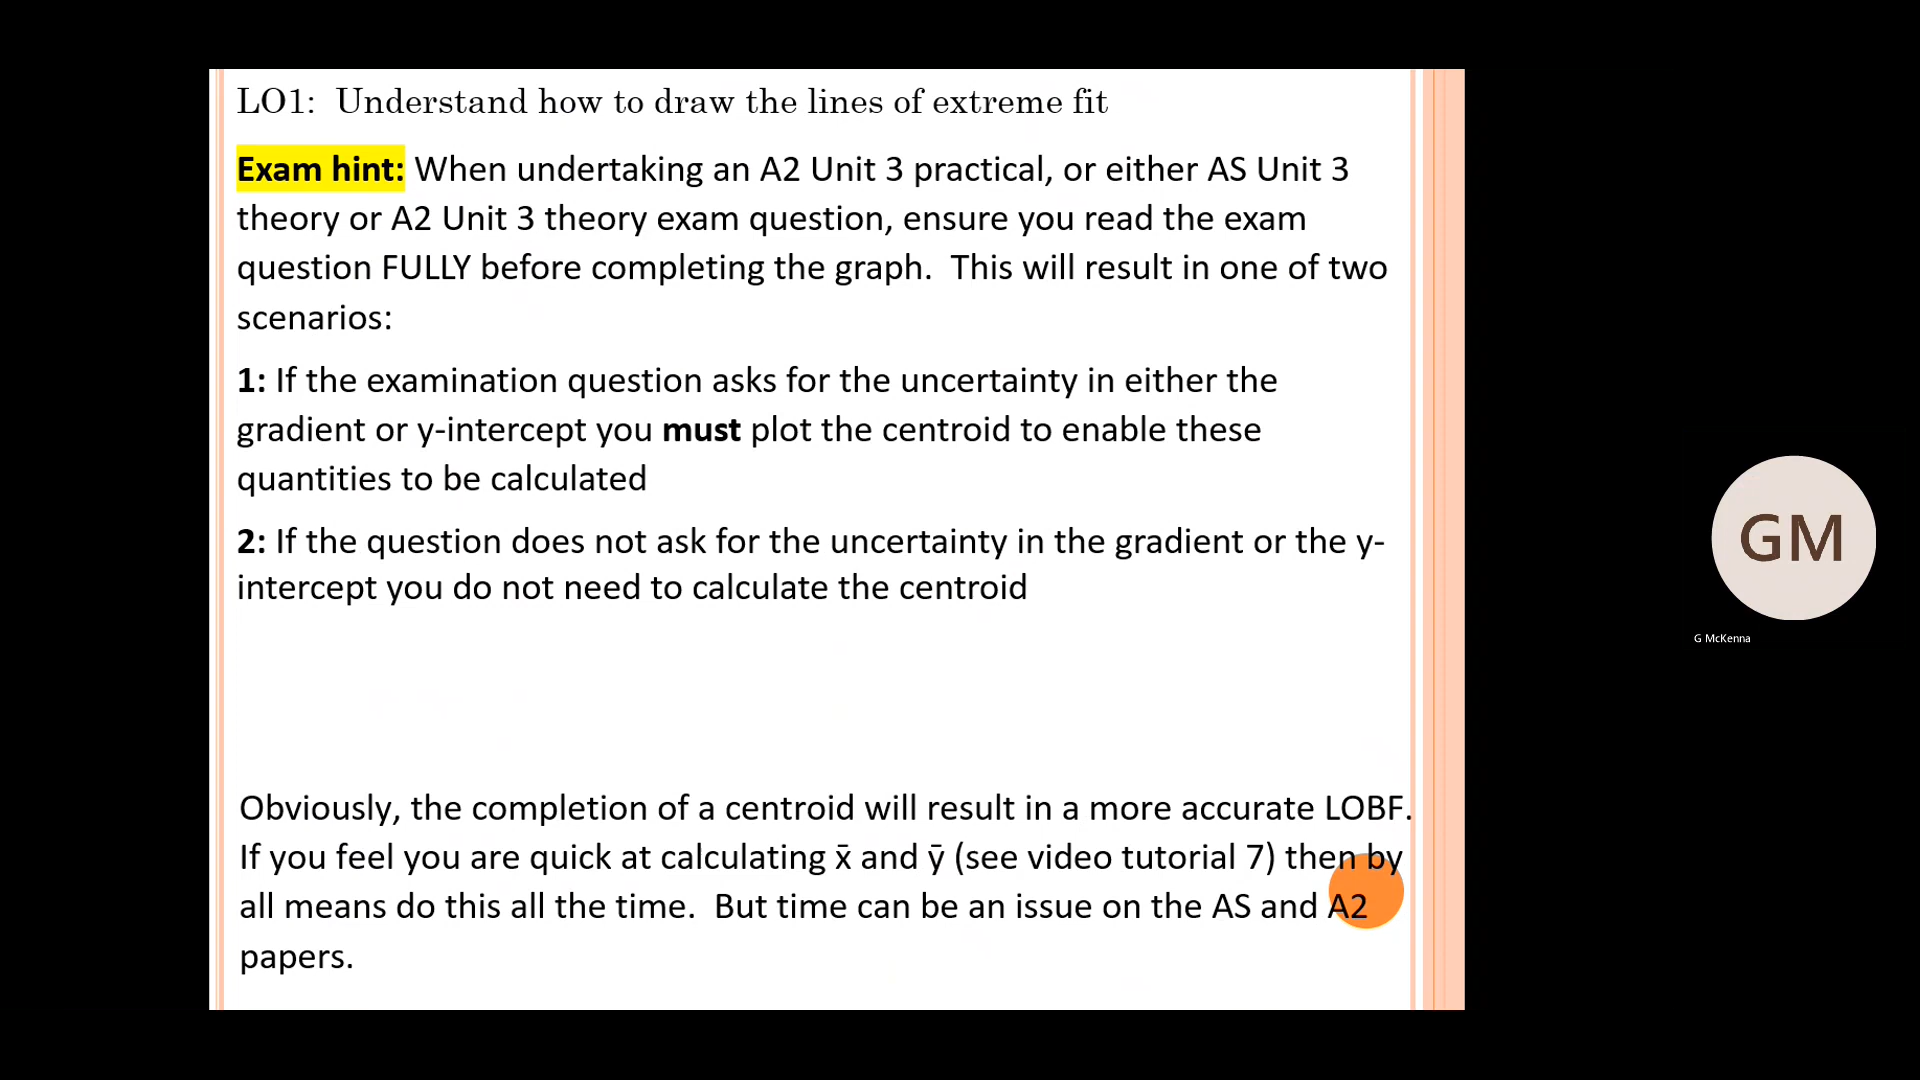 LO1: Understand how to draw the lines of extreme fit
Exam hint: When undertaking an A2 Unit 3 practical, or either AS Unit 3
theory or A2 Unit 3 theory exam question, ensure you read the exam
question FULLY before completing the graph. This will result in one of two
scenarios:
1: If the examination question asks for the uncertainty in either the
gradient or y-intercept you must plot the centroid to enable these
quantities to be calculated
2: If the question does not ask for the uncertainty in the gradient or the y-
intercept you do not need to calculate the centroid
Obviously, the completion of a centroid will result in a more accurate LOBF.
If you feel you are quick at calculating x̄ and ȳ (see video tutorial 7) then by
all means do this all the time. But time can be an issue on the AS and A2
papers.
GM
G McKenna